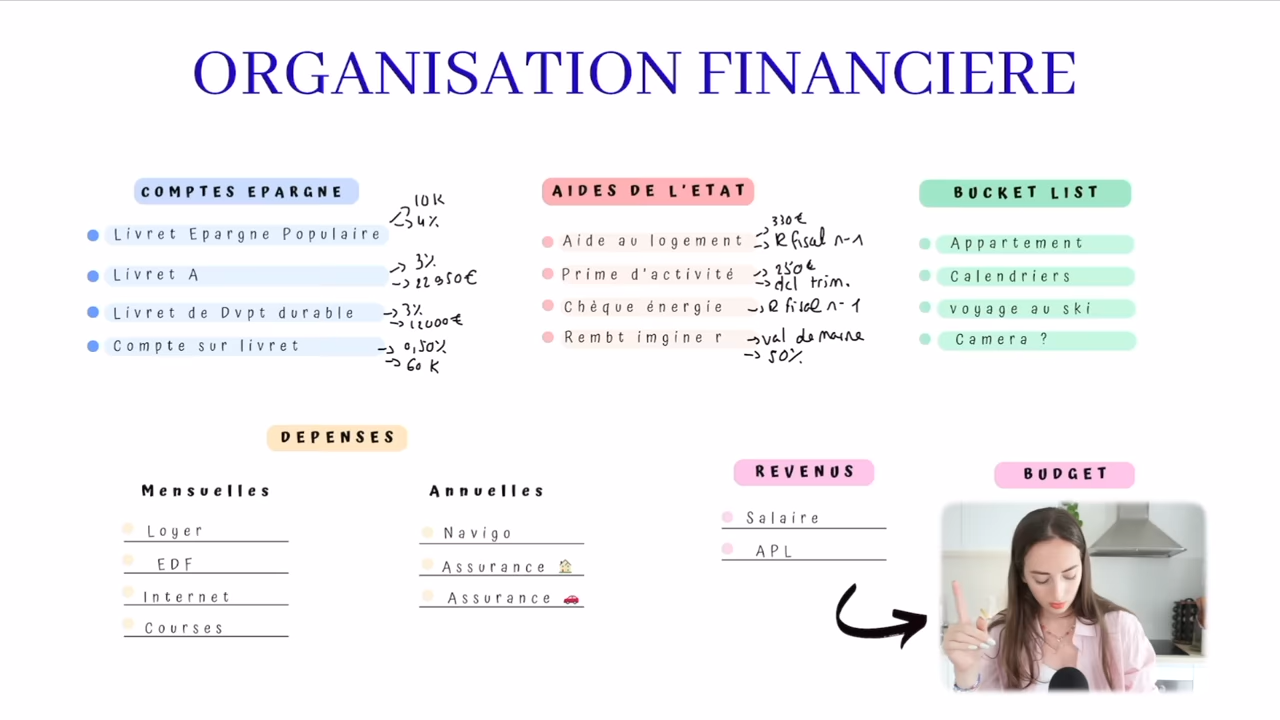 ORGANISATION FINANCIERE
COMPTES EPARGNE
Livret Epargne Populaire
→ 10K
→ 4%
Livret A
→ 3%
→ 22950€
Livret de Dvpt durable
→ 3%
→ 12000€
Compte sur livret
→ 0,50%
→ 60 K
AIDES DE L'ETAT
Aide au logement
→ 330€
→ R fiscal n-1
Prime d'activité
→ 250€
→ dcl trim.
Chèque énergie
→ R fiscal n-1
Rembt imgine r
→ val de marne
→ 50%
BUCKET LIST
Appartement
Calendriers
voyage au ski
Camera ?
DEPENSES
Mensuelles
Loyer
EDF
Internet
Courses
Annuelles
Navigo
Assurance 🏠
Assurance 🚗
REVENUS
Salaire
APL
BUDGET